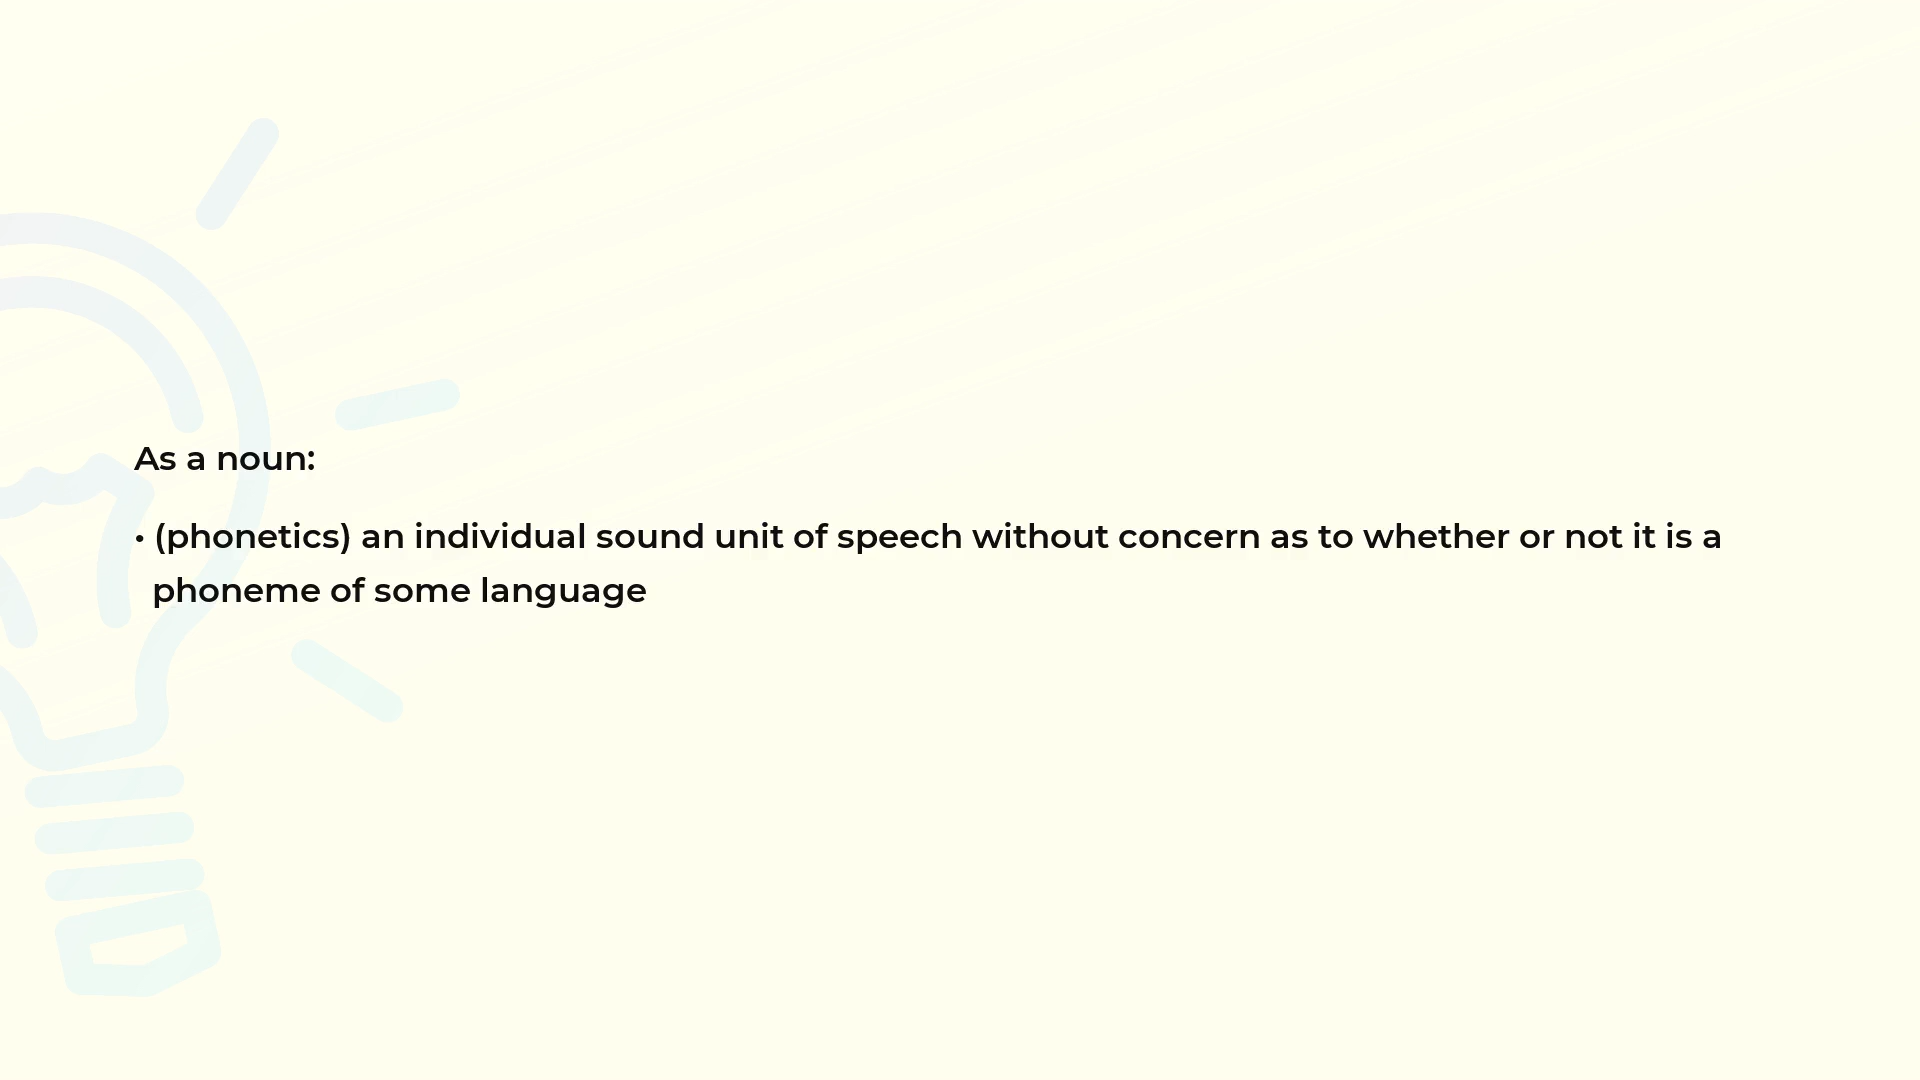 As a noun:
• (phonetics) an individual sound unit of speech without concern as to whether or not it is a
phoneme of some language